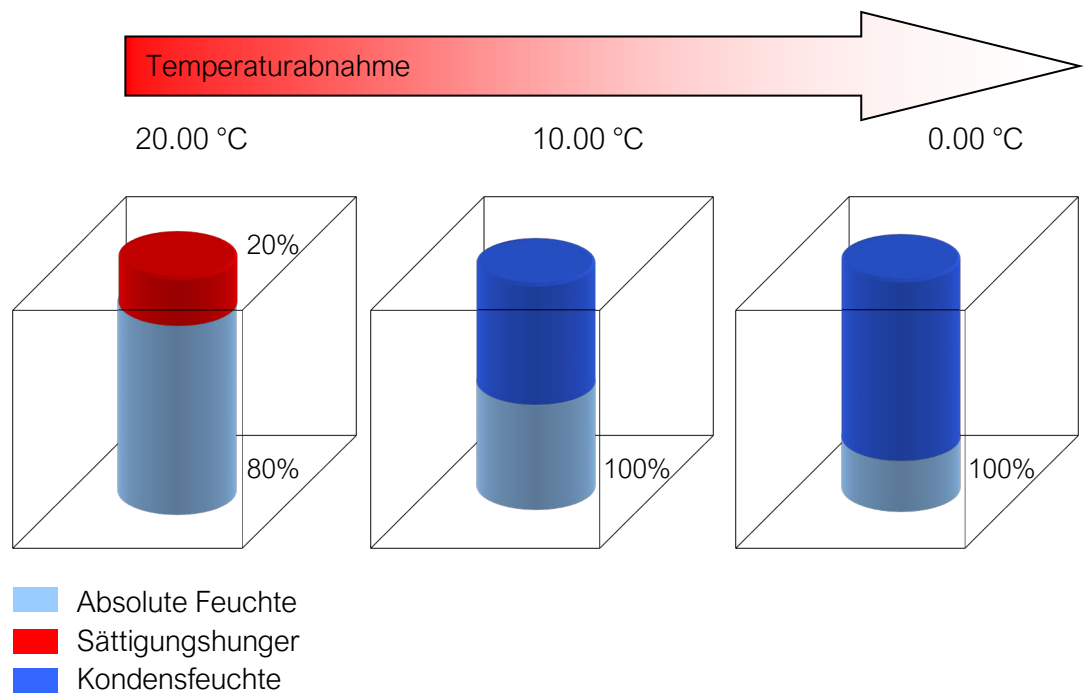 Temperaturabnahme
20.00 °C
10.00 °C
0.00 °C
20%
80%
100%
100%
Absolute Feuchte
Sättigungshunger
Kondensfeuchte